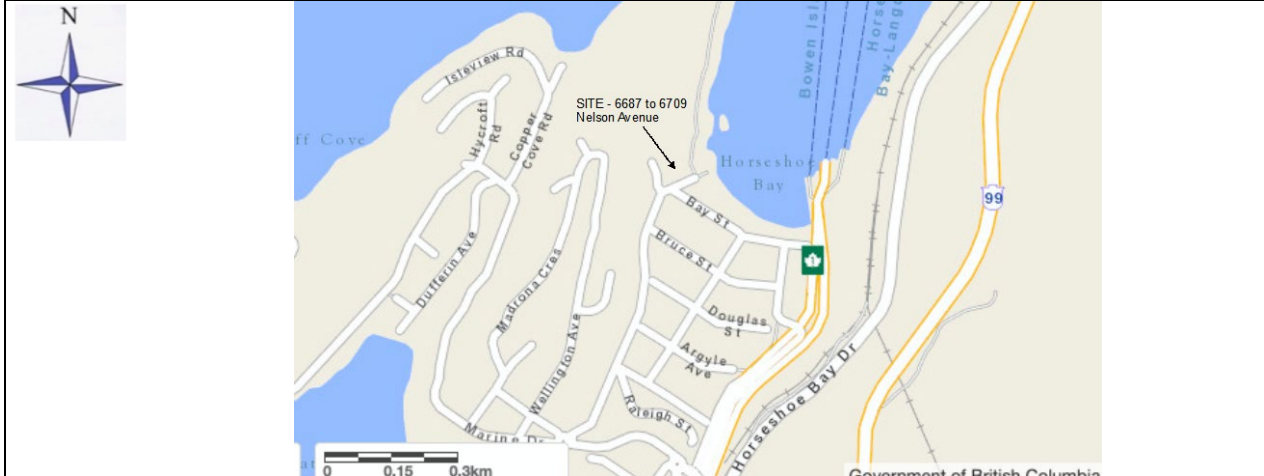 N
Isleview Rd
Hycroft
Rd
Copper
Cove Rd
SITE - 6687 to 6709
Nelson Avenue
ff Cove
Bowen Isl
Horse
Bay-Lango
Horseshoe
Bay
99
Bay St
Bruce St
1
Dufferin Ave
Madrona Cres
Wellington Ave
Douglas
St
Argyle
Ave
Raleigh St
Horseshoe Bay Dr
Marine Dr
0 0.15 0.3km
Government of British Columbia